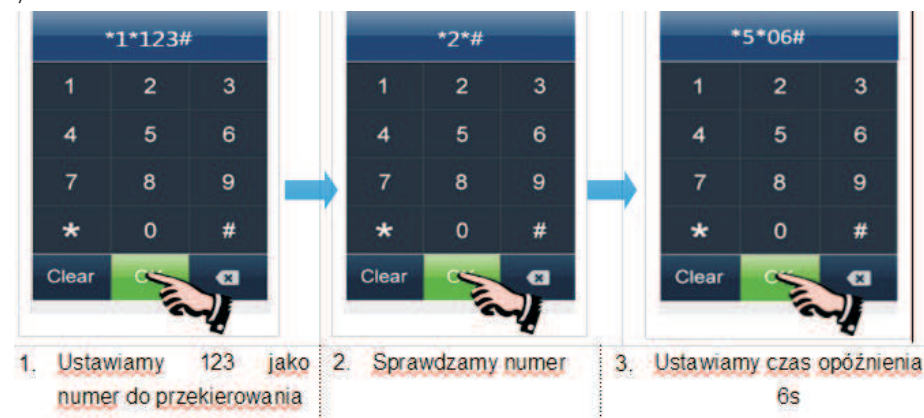 *1*123#
1 2 3
4 5 6
7 8 9
* 0 #
Clear
*2*#
1 2 3
4 5 6
7 8 9
* 0 #
Clear
*5*06#
1 2 3
4 5 6
7 8 9
* 0 #
Clear
1. Ustawiamy 123 jako
numer do przekierowania
2. Sprawdzamy numer
3. Ustawiamy czas opóźnienia
6s